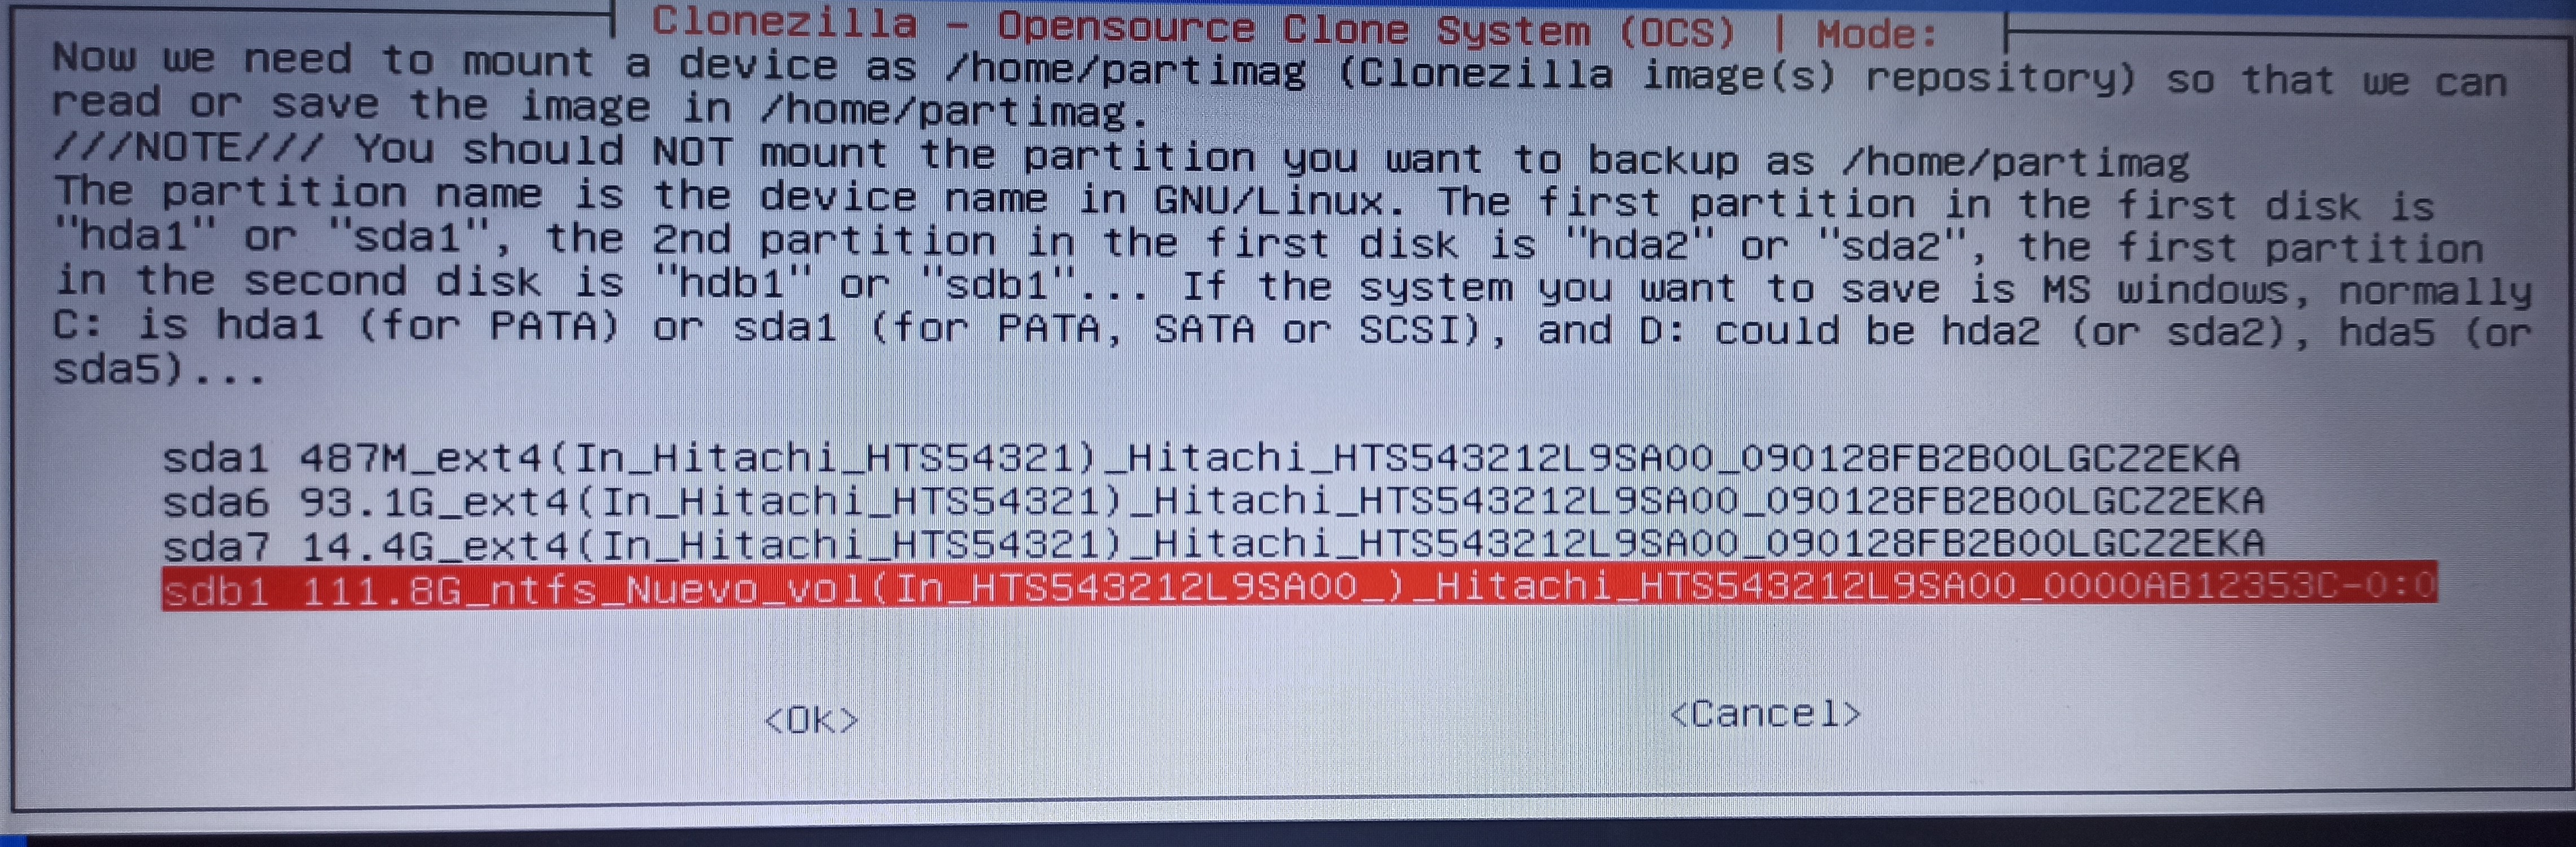 Clonezilla - Opensource Clone System (OCS) | Mode:
Now we need to mount a device as /home/partimag (Clonezilla image(s) repository) so that we can
read or save the image in /home/partimag.
///NOTE/// You should NOT mount the partition you want to backup as /home/partimag
The partition name is the device name in GNU/Linux. The first partition in the first disk is
"hda1" or "sda1", the 2nd partition in the first disk is "hda2" or "sda2", the first partition
in the second disk is "hdb1" or "sdb1"... If the system you want to save is MS windows, normally
C: is hda1 (for PATA) or sda1 (for PATA, SATA or SCSI), and D: could be hda2 (or sda2), hda5 (or
sda5)...
sda1 487M_ext4(In_Hitachi_HTS54321)_Hitachi_HTS543212L9SA00_090128FB2B00LGCZ2EKA
sda6 93.1G_ext4(In_Hitachi_HTS54321)_Hitachi_HTS543212L9SA00_090128FB2B00LGCZ2EKA
sda7 14.4G_ext4(In_Hitachi_HTS54321)_Hitachi_HTS543212L9SA00_090128FB2B00LGCZ2EKA
sdb1 111.8G_ntfs_Nuevo_vol(In_HTS543212L9SA00_)_Hitachi_HTS543212L9SA00_0000AB12353C-0:0
<Ok> <Cancel>